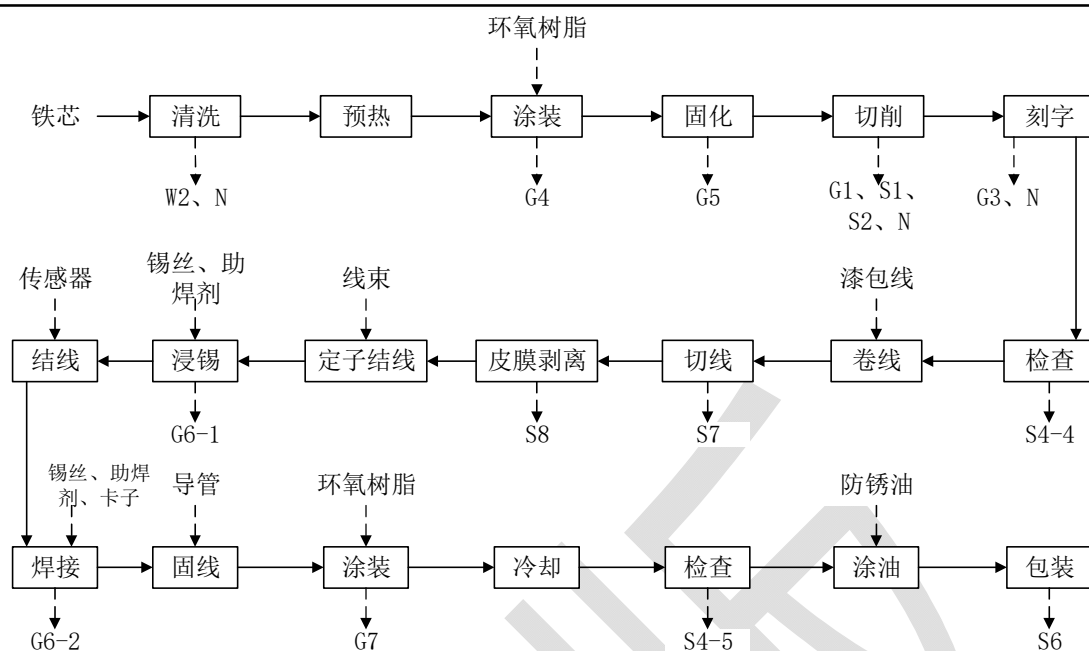 环氧树脂
铁芯
清洗
预热
涂装
固化
切削
刻字
W2、N
G4
G5
G1、S1、
S2、N
G3、N
传感器
锡丝、助
焊剂
线束
漆包线
结线
浸锡
定子结线
皮膜剥离
切线
卷线
检查
G6-1
S8
S7
S4-4
锡丝、助焊
剂、卡子
导管
环氧树脂
防锈油
焊接
固线
涂装
冷却
检查
涂油
包装
G6-2
G7
S4-5
S6